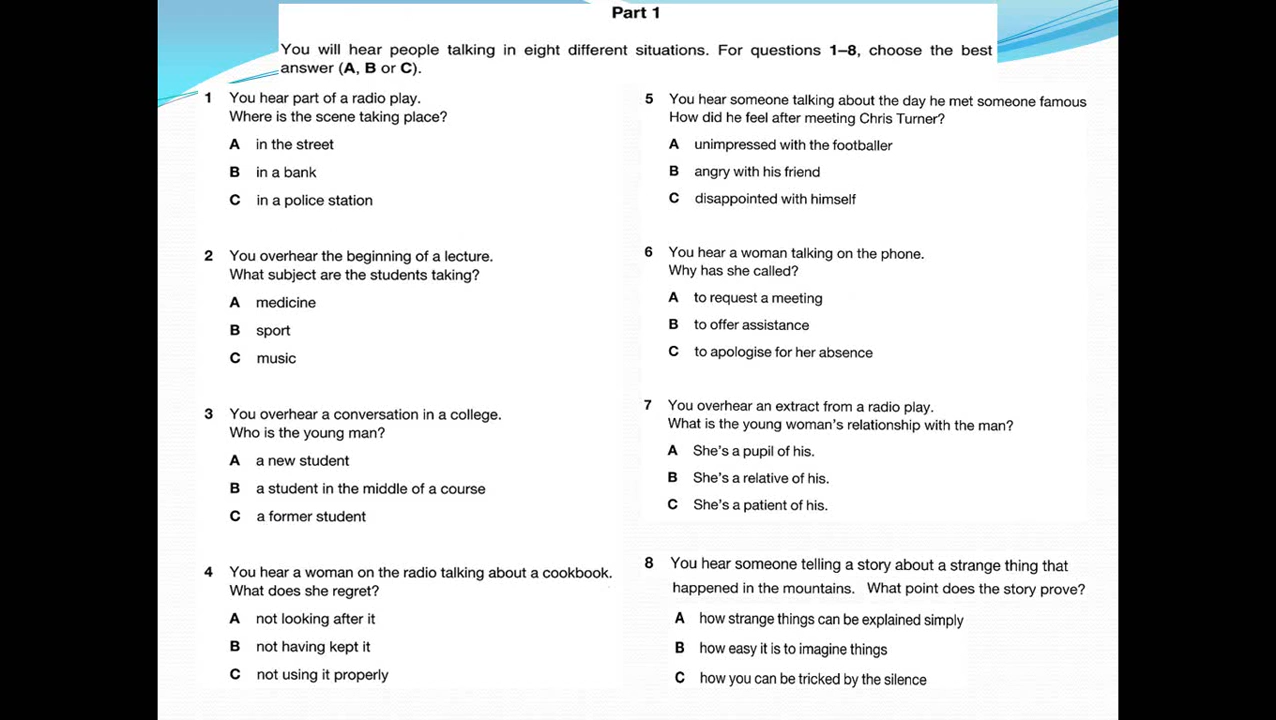 Part 1
You will hear people talking in eight different situations. For questions 1–8, choose the best
answer (A, B or C).
1 You hear part of a radio play.
Where is the scene taking place?
A in the street
B in a bank
C in a police station
2 You overhear the beginning of a lecture.
What subject are the students taking?
A medicine
B sport
C music
3 You overhear a conversation in a college.
Who is the young man?
A a new student
B a student in the middle of a course
C a former student
4 You hear a woman on the radio talking about a cookbook.
What does she regret?
A not looking after it
B not having kept it
C not using it properly
5 You hear someone talking about the day he met someone famous
How did he feel after meeting Chris Turner?
A unimpressed with the footballer
B angry with his friend
C disappointed with himself
6 You hear a woman talking on the phone.
Why has she called?
A to request a meeting
B to offer assistance
C to apologise for her absence
7 You overhear an extract from a radio play.
What is the young woman's relationship with the man?
A She's a pupil of his.
B She's a relative of his.
C She's a patient of his.
8 You hear someone telling a story about a strange thing that
happened in the mountains. What point does the story prove?
A how strange things can be explained simply
B how easy it is to imagine things
C how you can be tricked by the silence